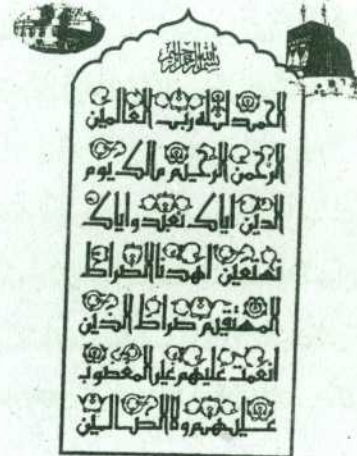 بسم الله الرحمن الرحيم
الحمد لله رب العالمين
الرحمن الرحيم مالك يوم
الدين اياك نعبد واياك
نستعين اهدنا الصراط
المستقيم صراط الذين
انعمت عليهم غير المغضوب
عليهم ولا الضالين